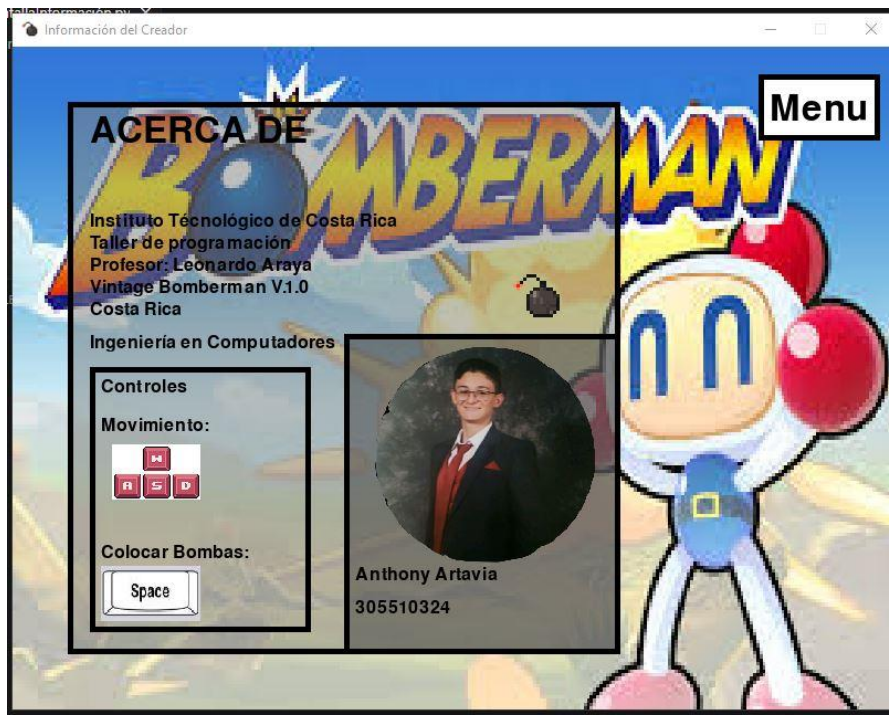 Información del Creador
Menu
ACERCA DE
BOMBERMAN
Instituto Técnológico de Costa Rica
Taller de programación
Profesor: Leonardo Araya
Vintage Bomberman V.1.0
Costa Rica
Ingeniería en Computadores
Controles
Movimiento:
W
A S D
Colocar Bombas:
Space
Anthony Artavia
305510324